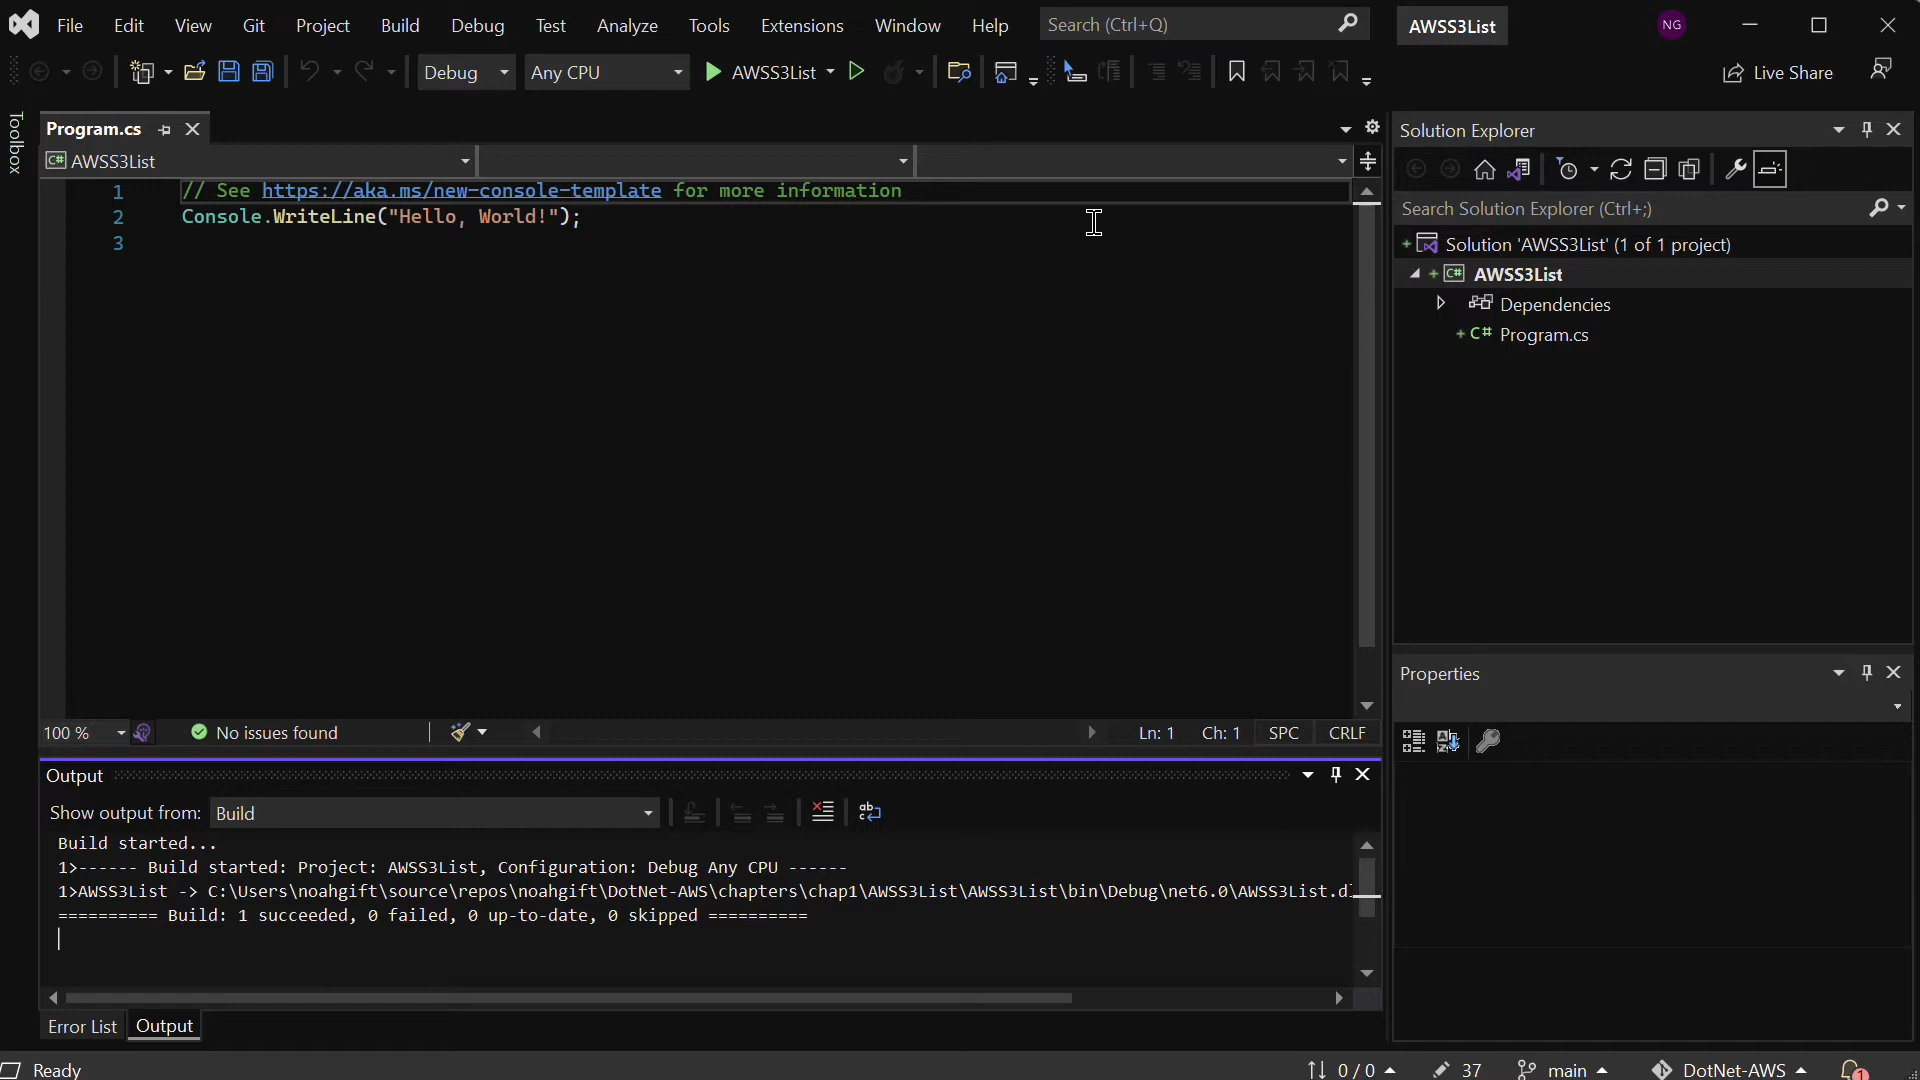 File Edit View Git Project Build Debug Test Analyze Tools Extensions Window Help Search (Ctrl+Q) AWSS3List NG
Debug Any CPU AWSS3List Live Share
Toolbox
Program.cs
AWSS3List
1 // See https://aka.ms/new-console-template for more information
2 Console.WriteLine("Hello, World!");
3
100 % No issues found Ln: 1 Ch: 1 SPC CRLF
Output
Show output from: Build
Build started...
1>------ Build started: Project: AWSS3List, Configuration: Debug Any CPU ------
1>AWSS3List -> C:\Users\noahgift\source\repos\noahgift\DotNet-AWS\chapters\chap1\AWSS3List\AWSS3List\bin\Debug\net6.0\AWSS3List.d
========== Build: 1 succeeded, 0 failed, 0 up-to-date, 0 skipped ==========
Error List Output
Solution Explorer
Search Solution Explorer (Ctrl+;)
Solution 'AWSS3List' (1 of 1 project)
C# AWSS3List
Dependencies
C# Program.cs
Properties
Ready 0 / 0 37 main DotNet-AWS 1